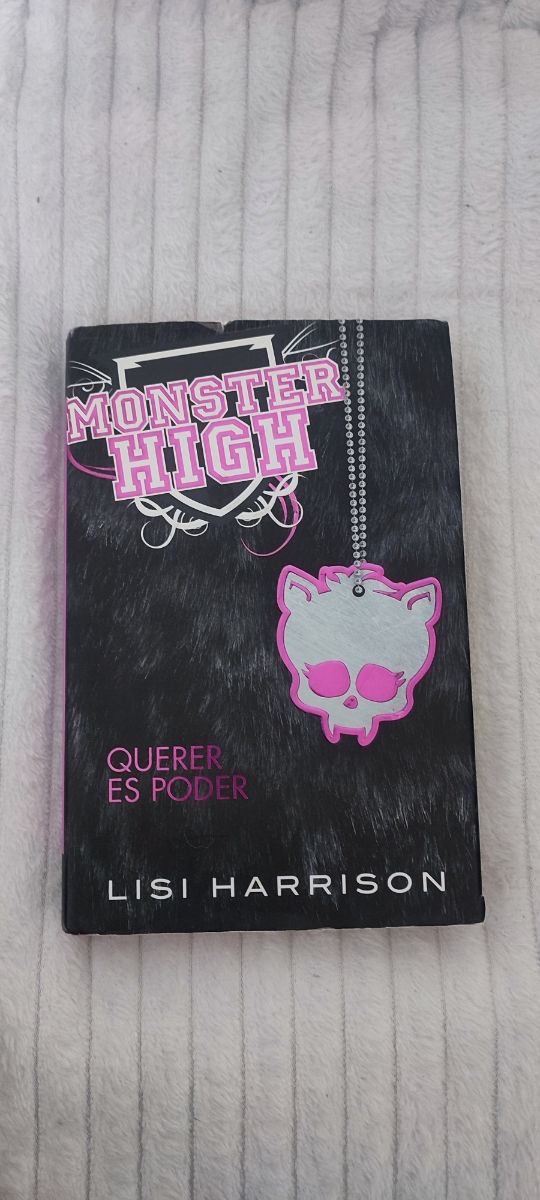 MONSTER
HIGH
QUERER
ES PODER
LISI HARRISON